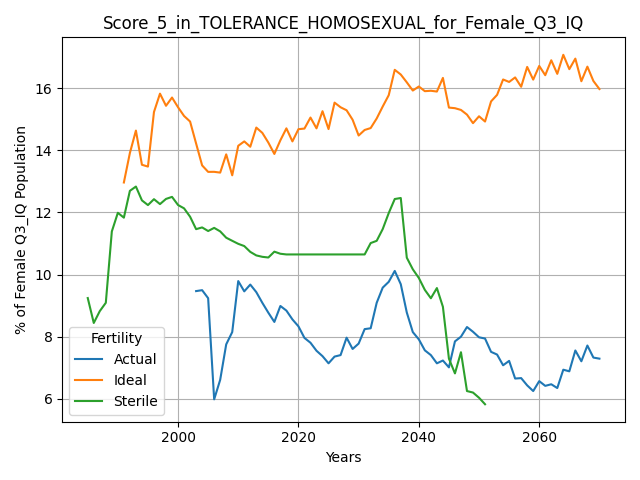 Score_5_in_TOLERANCE_HOMOSEXUAL_for_Female_Q3_IQ
% of Female Q3_IQ Population
16
14
12
10
8
6
Fertility
Actual
Ideal
Sterile
2000
2020
2040
2060
Years